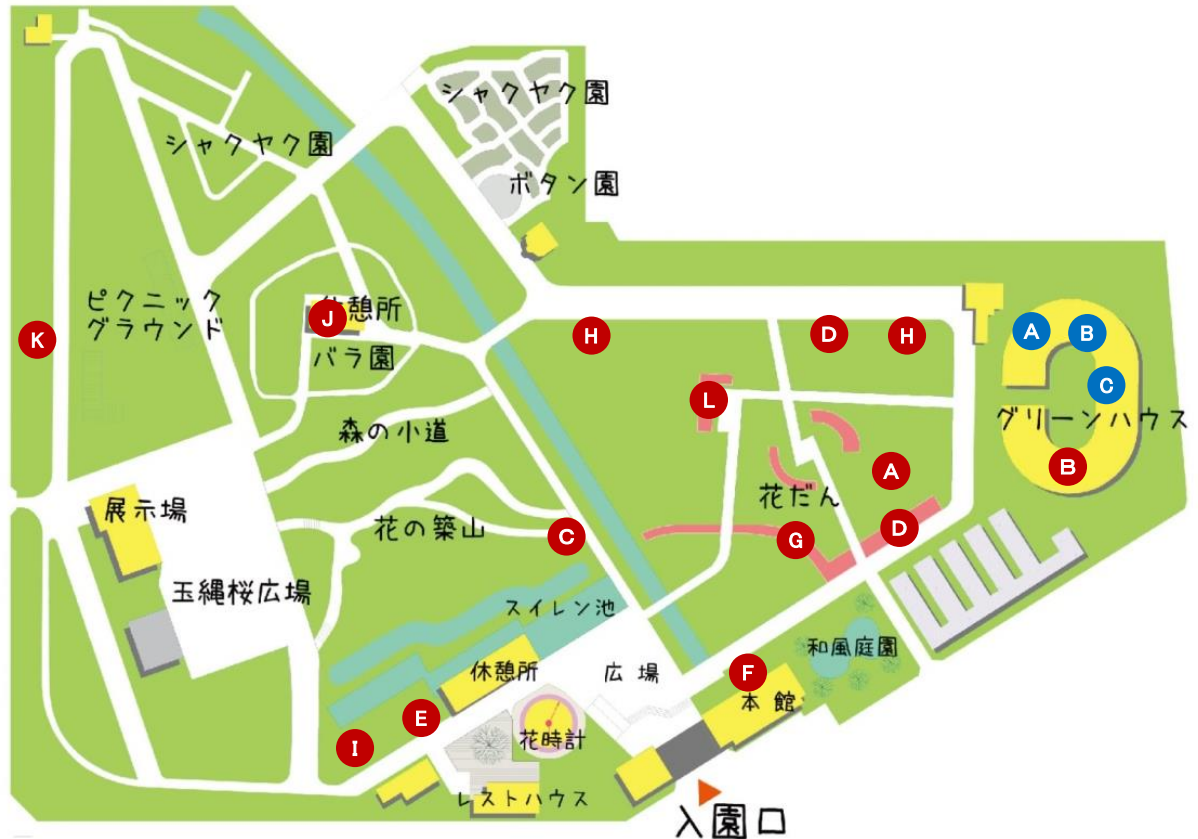 シャクヤク園
シャクヤク園
ボタン園
ピクニック
グラウンド
休憩所
J
バラ園
K
H
D
H
A
B
C
グリーンハウス
L
森の小道
B
A
花だん
展示場
花の築山
C
G
D
玉縄桜広場
スイレン池
和風庭園
休憩所
広場
F
本館
E
I
花時計
レストハウス
入園口